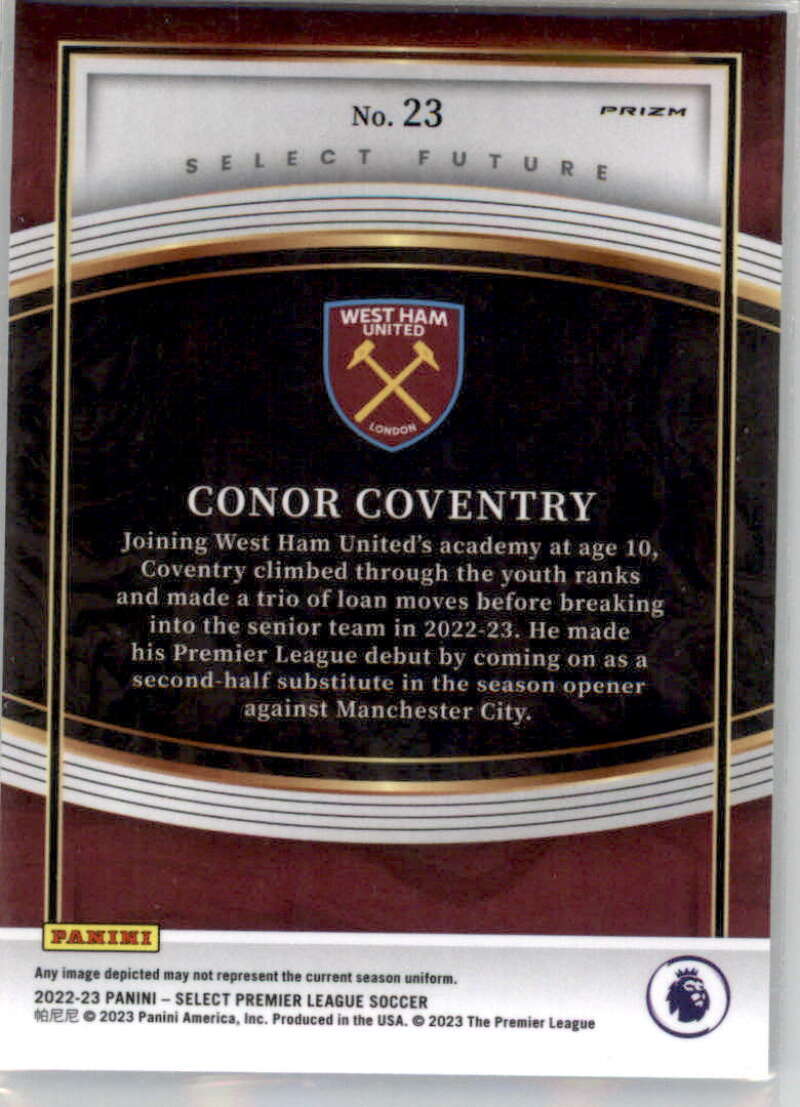 No. 23
PRIZM
SELECT FUTURE
WEST HAM
UNITED
LONDON
CONOR COVENTRY
Joining West Ham United's academy at age 10,
Coventry climbed through the youth ranks
and made a trio of loan moves before breaking
into the senior team in 2022-23. He made
his Premier League debut by coming on as a
second-half substitute in the season opener
against Manchester City.
PANINI
Any image depicted may not represent the current season uniform.
2022-23 PANINI – SELECT PREMIER LEAGUE SOCCER
帕尼尼 © 2023 Panini America, Inc. Produced in the USA. © 2023 The Premier League